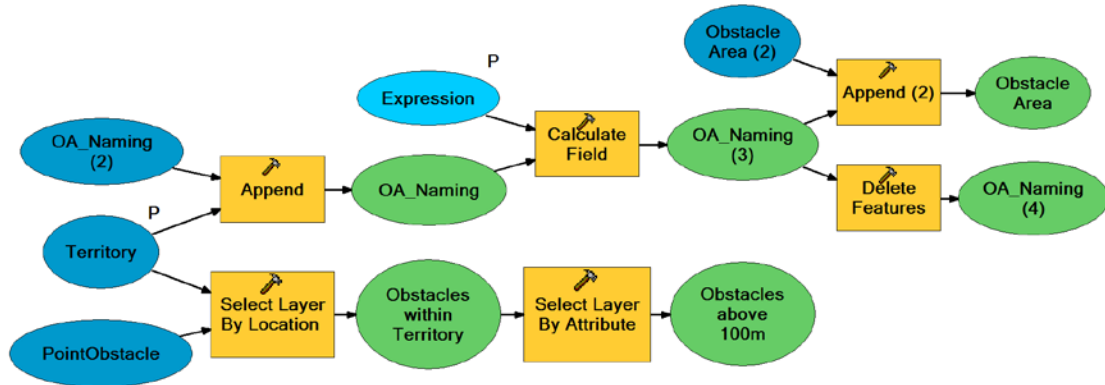 Obstacle
Area (2)
P
Append (2)
Obstacle
Area
Expression
Calculate
Field
OA_Naming
(3)
OA_Naming
(2)
Append
OA_Naming
Delete
Features
OA_Naming
(4)
P
Territory
Select Layer
By Location
Obstacles
within
Territory
Select Layer
By Attribute
Obstacles
above
100m
PointObstacle